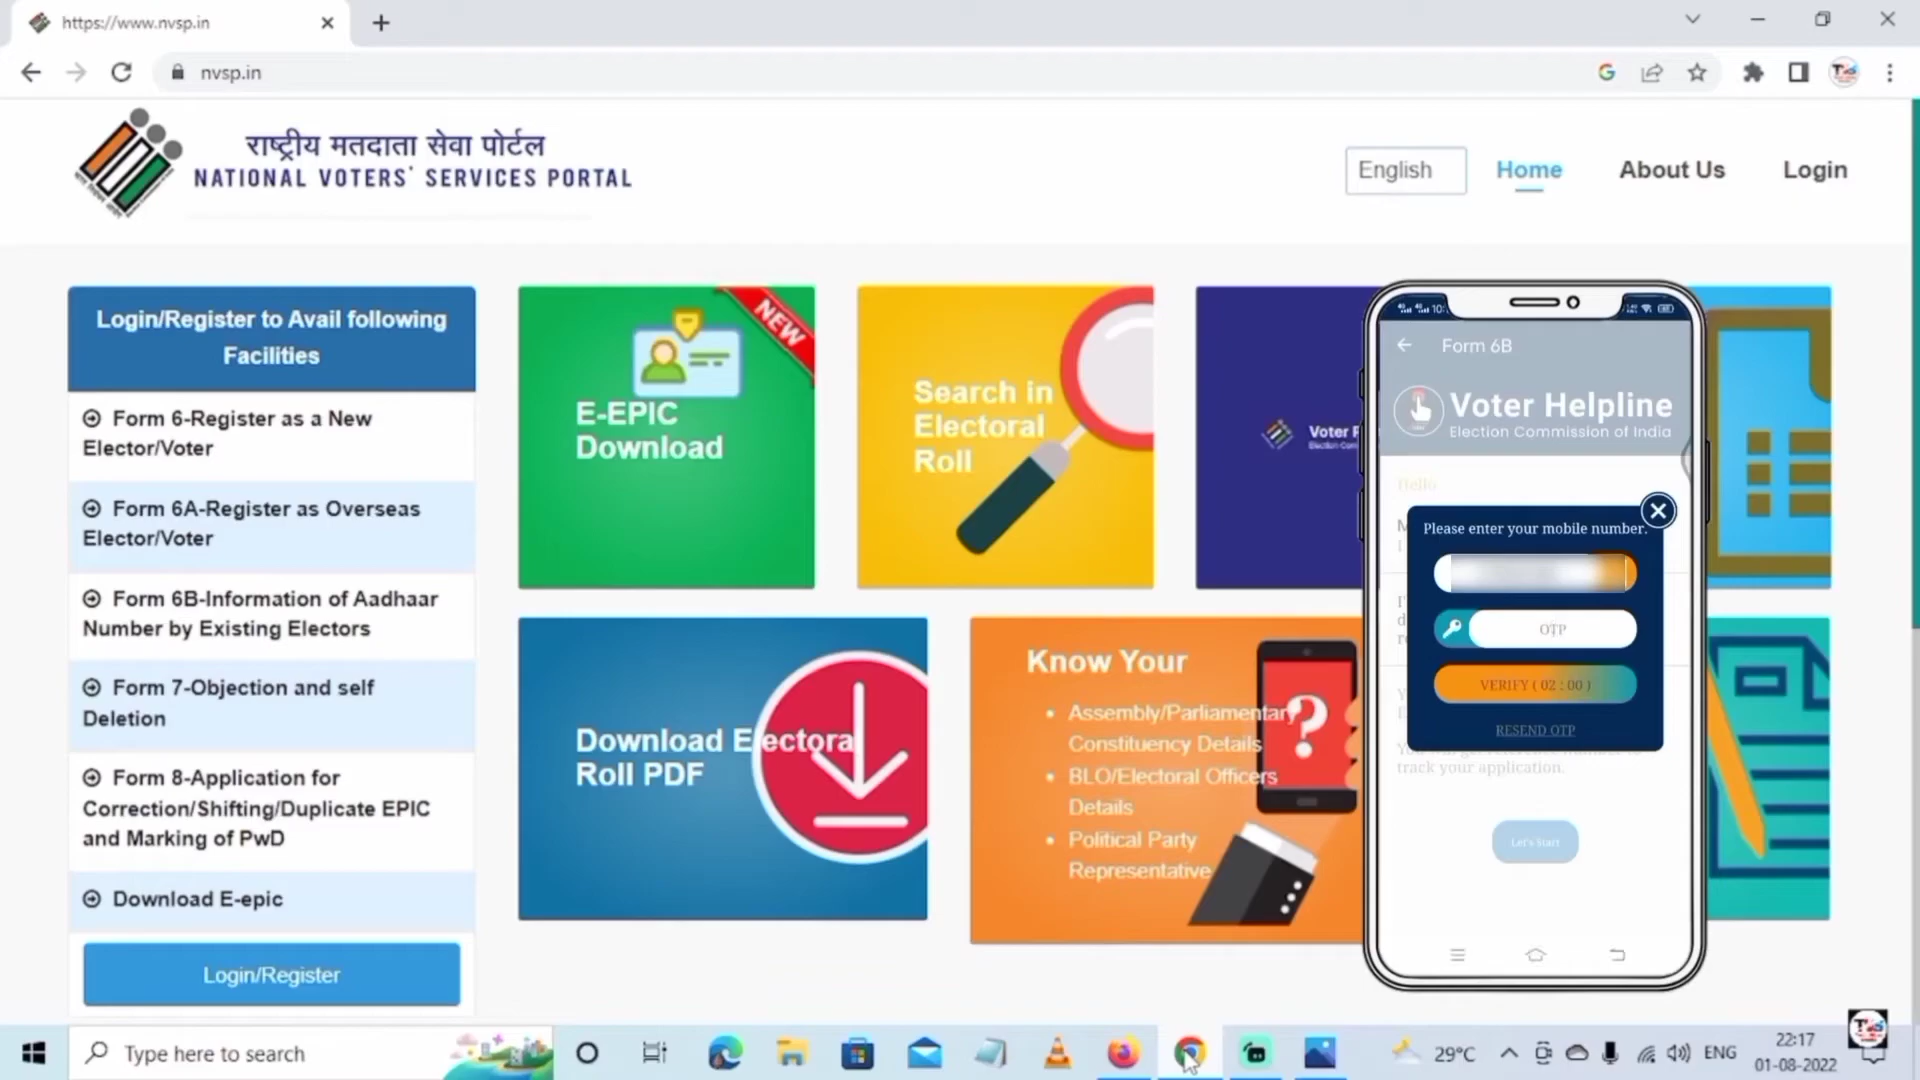 https://www.nvsp.in
nvsp.in
राष्ट्रीय मतदाता सेवा पोर्टल
NATIONAL VOTERS' SERVICES PORTAL
English
Home
About Us
Login
Login/Register to Avail following
Facilities
Form 6-Register as a New
Elector/Voter
Form 6A-Register as Overseas
Elector/Voter
Form 6B-Information of Aadhaar
Number by Existing Electors
Form 7-Objection and self
Deletion
Form 8-Application for
Correction/Shifting/Duplicate EPIC
and Marking of PwD
Download E-epic
Login/Register
NEW
E-EPIC
Download
Search in
Electoral
Roll
Voter
Download Electora
Roll PDF
Know Your
Assembly/Parliamentary
Constituency Details
BLO/Electoral Officers
Details
Political Party
Representative
Form 6B
Voter Helpline
Election Commission of India
Hello
Please enter your mobile number.
OTP
VERIFY ( 02 : 00 )
RESEND OTP
track your application.
Let's Start
Type here to search
29°C
ENG
22:17
01-08-2022